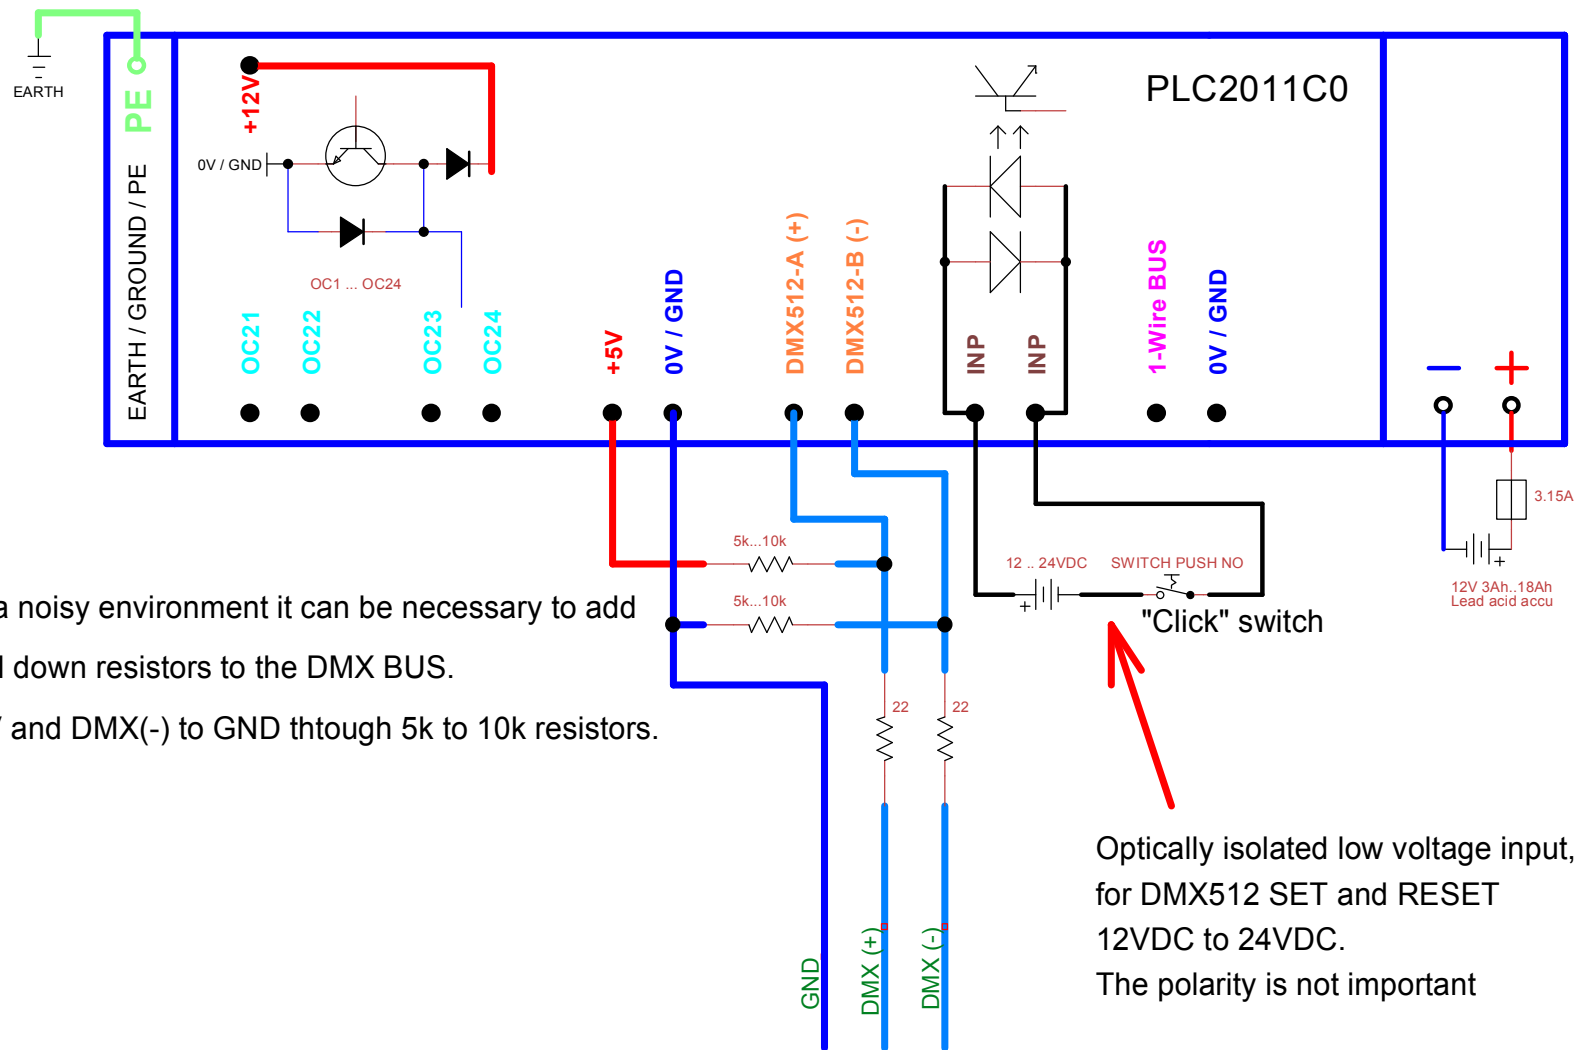 EARTH
PE
EARTH / GROUND / PE
+12V
0V / GND
OC1 ... OC24
OC21
OC22
OC23
OC24
+5V
0V / GND
DMX512-A (+)
DMX512-B (-)
INP
INP
PLC2011C0
1-Wire BUS
0V / GND
3.15A
+
12V 3Ah..18Ah
Lead acid accu
5k...10k
5k...10k
12 .. 24VDC
+
SWITCH PUSH NO
"Click" switch
a noisy environment it can be necessary to add
down resistors to the DMX BUS.
and DMX(-) to GND thtough 5k to 10k resistors.
22
22
Optically isolated low voltage input,
for DMX512 SET and RESET
12VDC to 24VDC.
The polarity is not important
GND
DMX (+)
DMX (-)